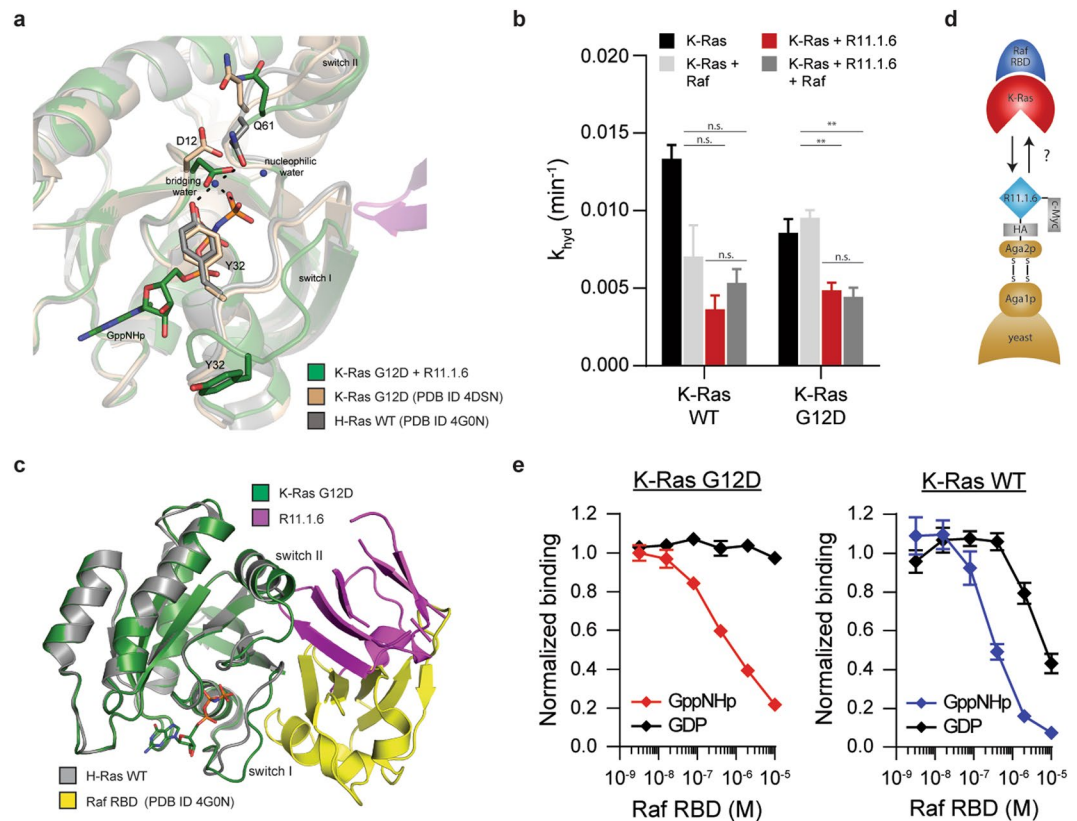 a
switch II
Q61
D12
nucleophilic
water
bridging
water
Y32
switch I
GppNHp
Y32
K-Ras G12D + R11.1.6
K-Ras G12D (PDB ID 4DSN)
H-Ras WT (PDB ID 4G0N)
b
K-Ras
K-Ras + R11.1.6
K-Ras +
Raf
K-Ras + R11.1.6
+ Raf
0.020
0.015
0.010
0.005
0.000
khyd (min-1)
n.s.
n.s.
n.s.
**
**
n.s.
K-Ras
WT
K-Ras
G12D
d
Raf
RBD
K-Ras
?
R11.1.6
c-Myc
HA
Aga2p
S S
S S
Aga1p
yeast
c
K-Ras G12D
R11.1.6
switch II
switch I
H-Ras WT
Raf RBD (PDB ID 4G0N)
e
K-Ras G12D
Normalized binding
1.2
1.0
0.8
0.6
0.4
0.2
0.0
GppNHp
GDP
10-9 10-8 10-7 10-6 10-5
Raf RBD (M)
K-Ras WT
Normalized binding
1.2
1.0
0.8
0.6
0.4
0.2
0.0
GppNHp
GDP
10-9 10-8 10-7 10-6 10-5
Raf RBD (M)